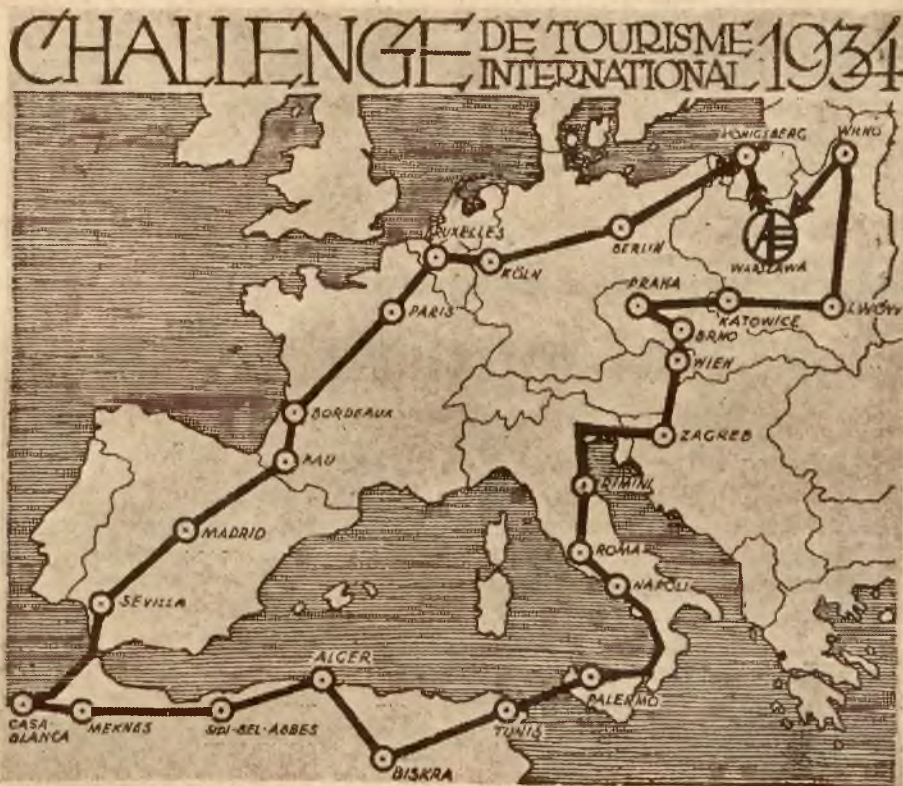 CHALLENGE DE TOURISME INTERNATIONAL 1934
KÖNIGSBERG
WILNO
BRUXELLES
BERLIN
WARSZAWA
KÖLN
PRAHA
PARIS
KATOWICE
LWÓW
BRNO
WIEN
BORDEAUX
ZAGREB
PAU
RIMINI
MADRID
ROMA
NAPOLI
SEVILLA
ALGER
PALERMO
CASA-
BLANCA
MEKNES
SIDI-BEL-ABBES
TUNIS
BISKRA